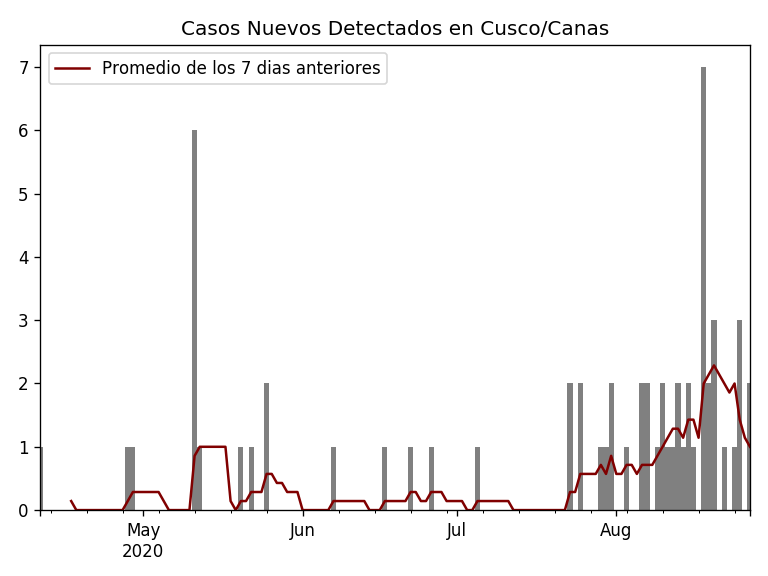 Casos Nuevos Detectados en Cusco/Canas
Promedio de los 7 dias anteriores
7
6
5
4
3
2
1
0
May
2020
Jun
Jul
Aug